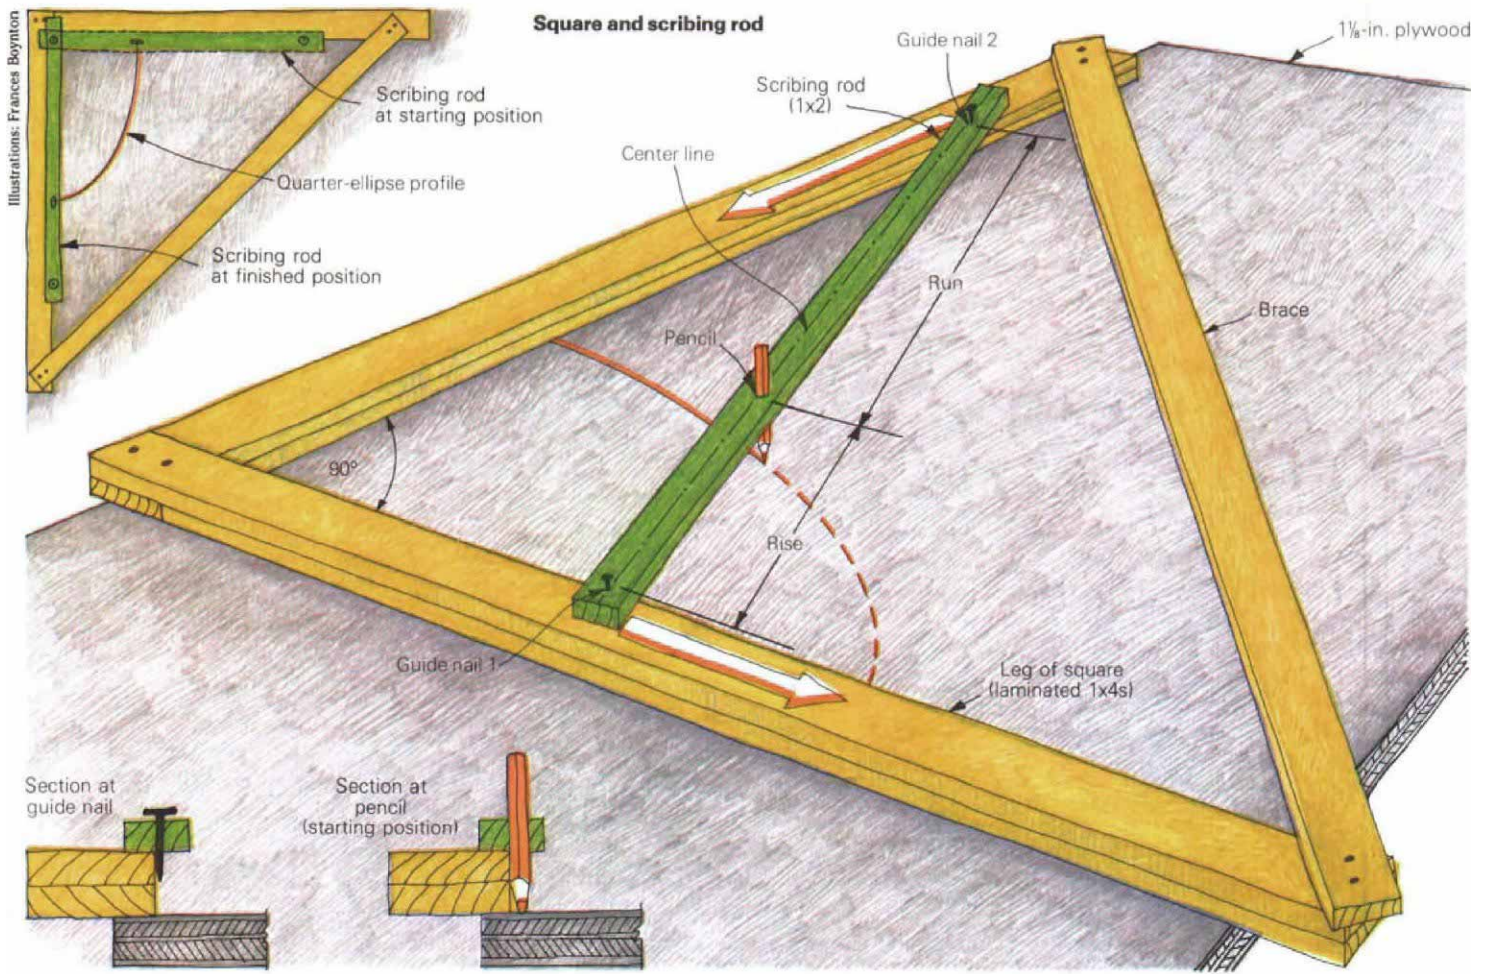 Square and scribing rod
Illustrations: Frances Boynton
Scribing rod
at starting position
Quarter-ellipse profile
Scribing rod
at finished position
Guide nail 2
1⅛-in. plywood
Scribing rod
(1x2)
Center line
Run
Brace
Pencil
90°
Rise
Guide nail 1
Leg of square
(laminated 1x4s)
Section at
guide nail
Section at
pencil
(starting position)